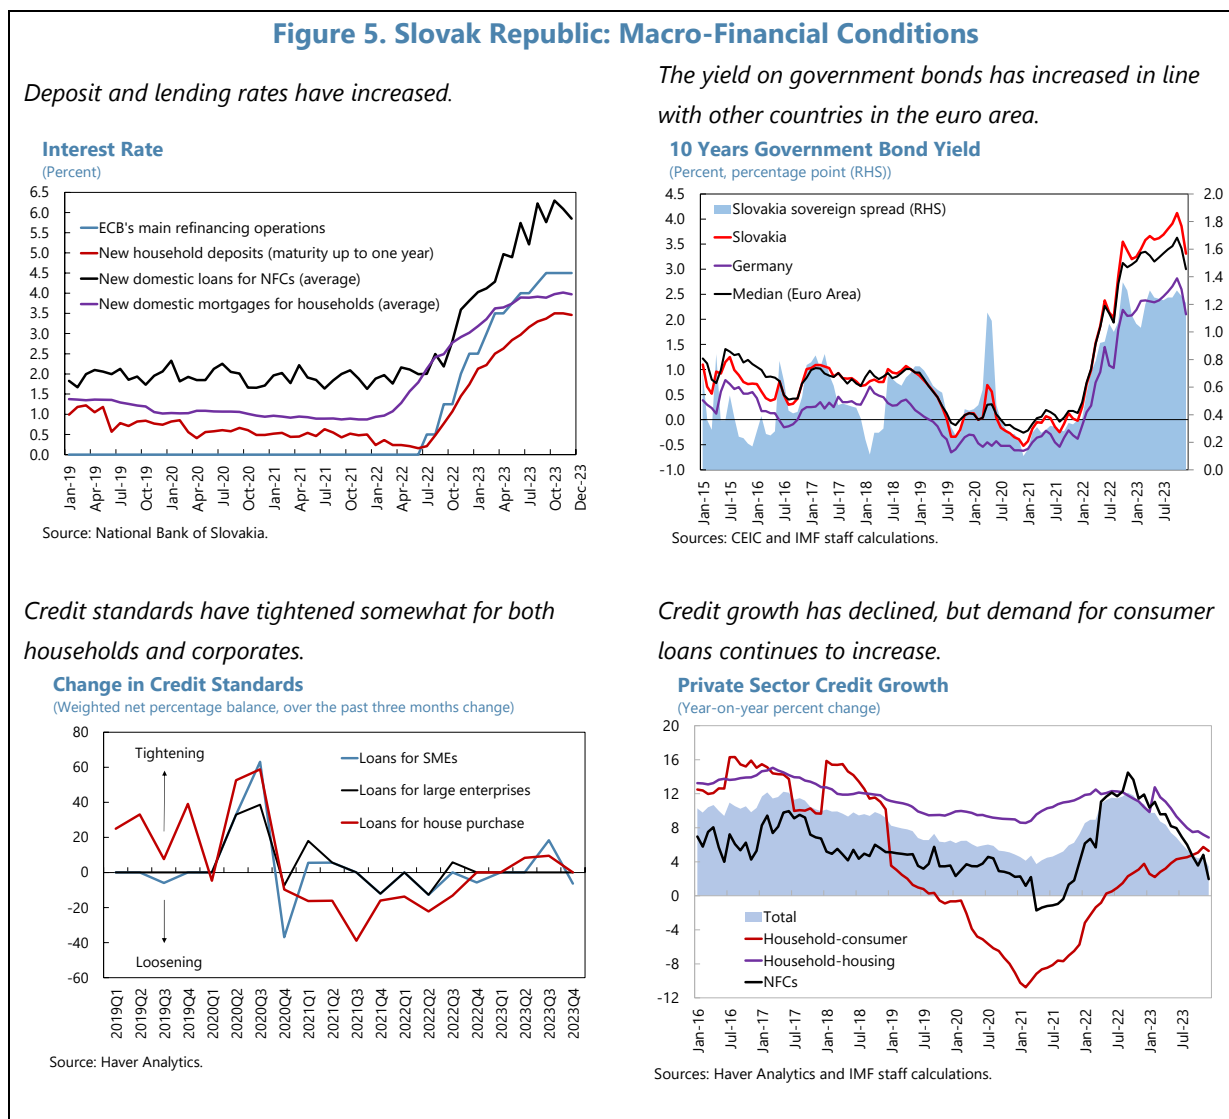 Figure 5. Slovak Republic: Macro-Financial Conditions
Deposit and lending rates have increased.
Interest Rate
(Percent)
6.5
6.0
5.5
5.0
4.5
4.0
3.5
3.0
2.5
2.0
1.5
1.0
0.5
0.0
ECB's main refinancing operations
New household deposits (maturity up to one year)
New domestic loans for NFCs (average)
New domestic mortgages for households (average)
Jan-19
Apr-19
Jul-19
Oct-19
Jan-20
Apr-20
Jul-20
Oct-20
Jan-21
Apr-21
Jul-21
Oct-21
Jan-22
Apr-22
Jul-22
Oct-22
Jan-23
Apr-23
Jul-23
Oct-23
Dec-23
Source: National Bank of Slovakia.
The yield on government bonds has increased in line
with other countries in the euro area.
10 Years Government Bond Yield
(Percent, percentage point (RHS))
4.5
4.0
3.5
3.0
2.5
2.0
1.5
1.0
0.5
0.0
-0.5
-1.0
2.0
1.8
1.6
1.4
1.2
1.0
0.8
0.6
0.4
0.2
0.0
Slovakia sovereign spread (RHS)
Slovakia
Germany
Median (Euro Area)
Jan-15
Jul-15
Jan-16
Jul-16
Jan-17
Jul-17
Jan-18
Jul-18
Jan-19
Jul-19
Jan-20
Jul-20
Jan-21
Jul-21
Jan-22
Jul-22
Jan-23
Jul-23
Sources: CEIC and IMF staff calculations.
Credit standards have tightened somewhat for both
households and corporates.
Change in Credit Standards
(Weighted net percentage balance, over the past three months change)
80
60
40
20
0
-20
-40
-60
Tightening
Loosening
Loans for SMEs
Loans for large enterprises
Loans for house purchase
2019Q1
2019Q2
2019Q3
2019Q4
2020Q1
2020Q2
2020Q3
2020Q4
2021Q1
2021Q2
2021Q3
2021Q4
2022Q1
2022Q2
2022Q3
2022Q4
2023Q1
2023Q2
2023Q3
2023Q4
Source: Haver Analytics.
Credit growth has declined, but demand for consumer
loans continues to increase.
Private Sector Credit Growth
(Year-on-year percent change)
20
16
12
8
4
0
-4
-8
-12
Total
Household-consumer
Household-housing
NFCs
Jan-16
Jul-16
Jan-17
Jul-17
Jan-18
Jul-18
Jan-19
Jul-19
Jan-20
Jul-20
Jan-21
Jul-21
Jan-22
Jul-22
Jan-23
Jul-23
Sources: Haver Analytics and IMF staff calculations.